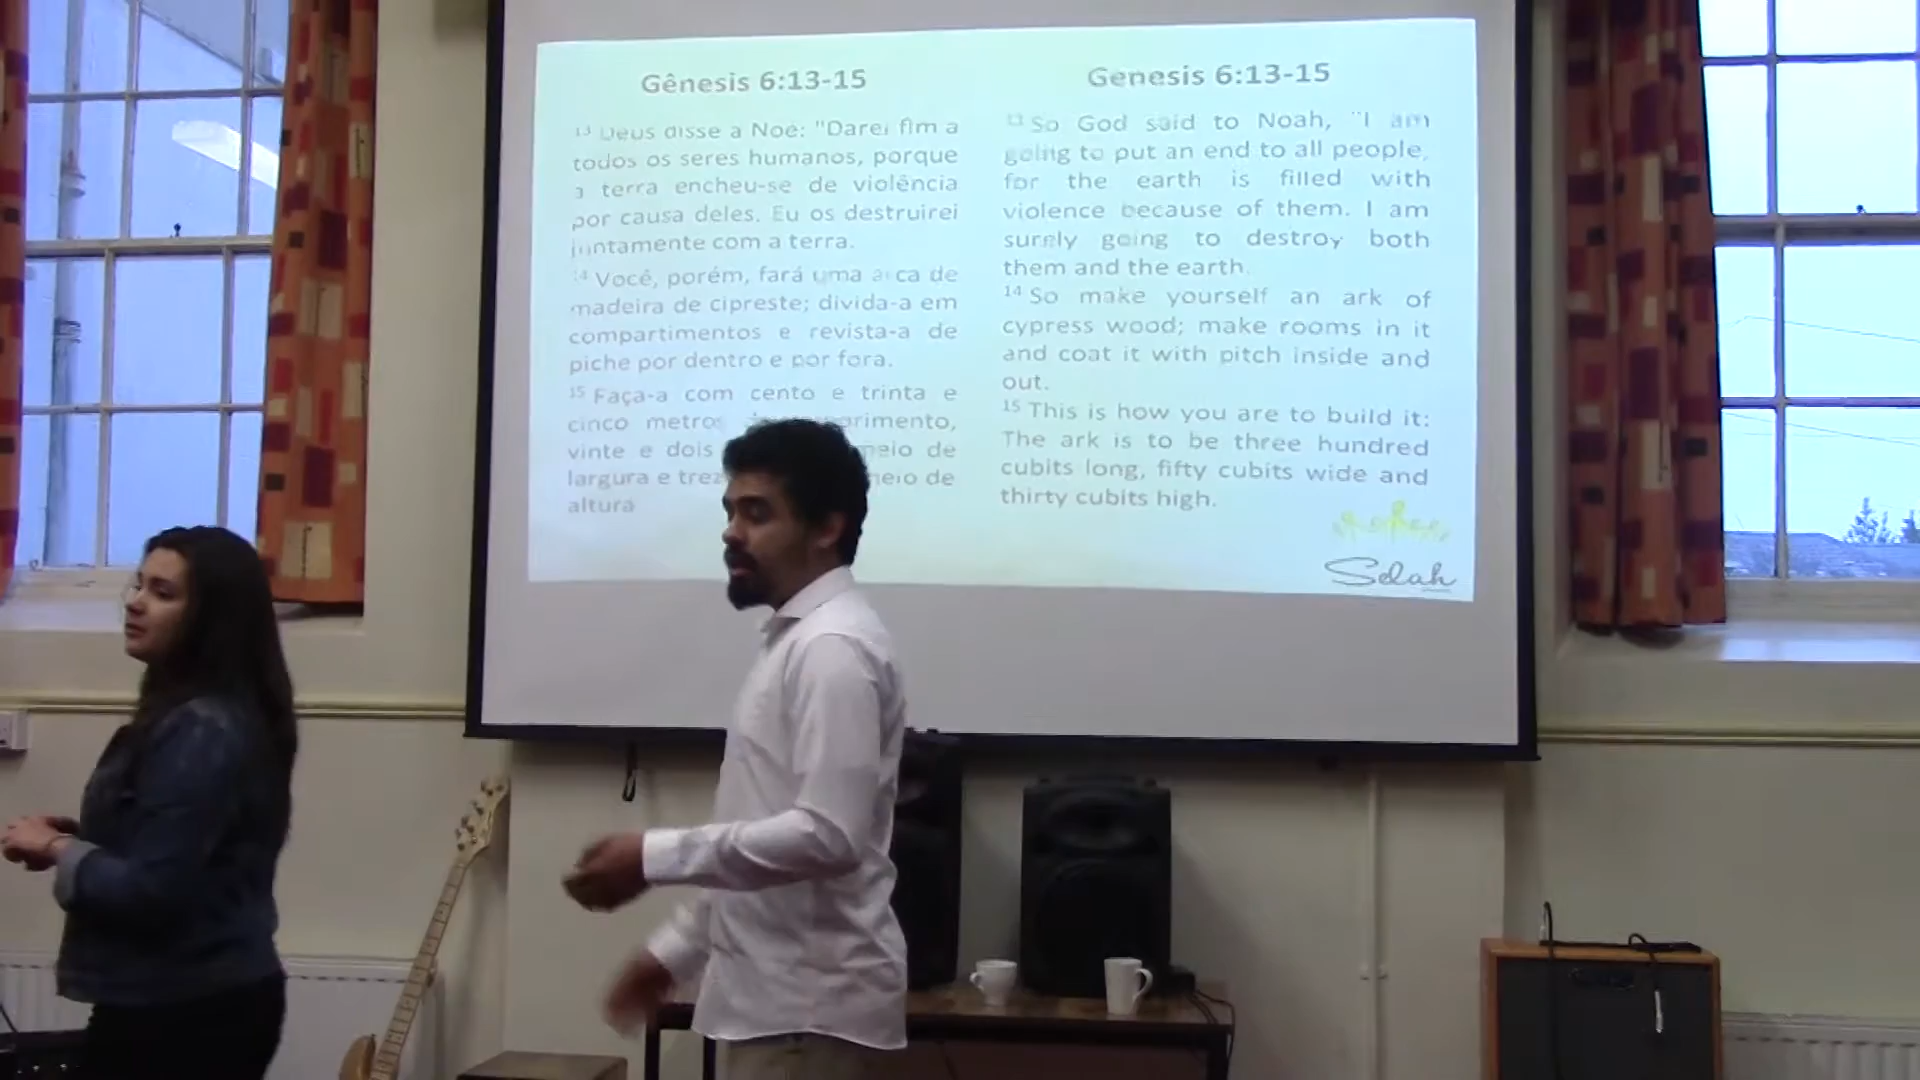 Gênesis 6:13-15
13 Deus disse a Noé: "Darei fim a
todos os seres humanos, porque
a terra encheu-se de violência
por causa deles. Eu os destruirei
juntamente com a terra.
14 Você, porém, fará uma arca de
madeira de cipreste; divida-a em
compartimentos e revista-a de
piche por dentro e por fora.
15 Faça-a com cento e trinta e
cinco metros
vinte e dois de
largura e de
altura
Genesis 6:13-15
13 So God said to Noah, "I am
going to put an end to all people,
for the earth is filled with
violence because of them. I am
surely going to destroy both
them and the earth.
14 So make yourself an ark of
cypress wood; make rooms in it
and coat it with pitch inside and
out.
15 This is how you are to build it:
The ark is to be three hundred
cubits long, fifty cubits wide and
thirty cubits high.
Selah